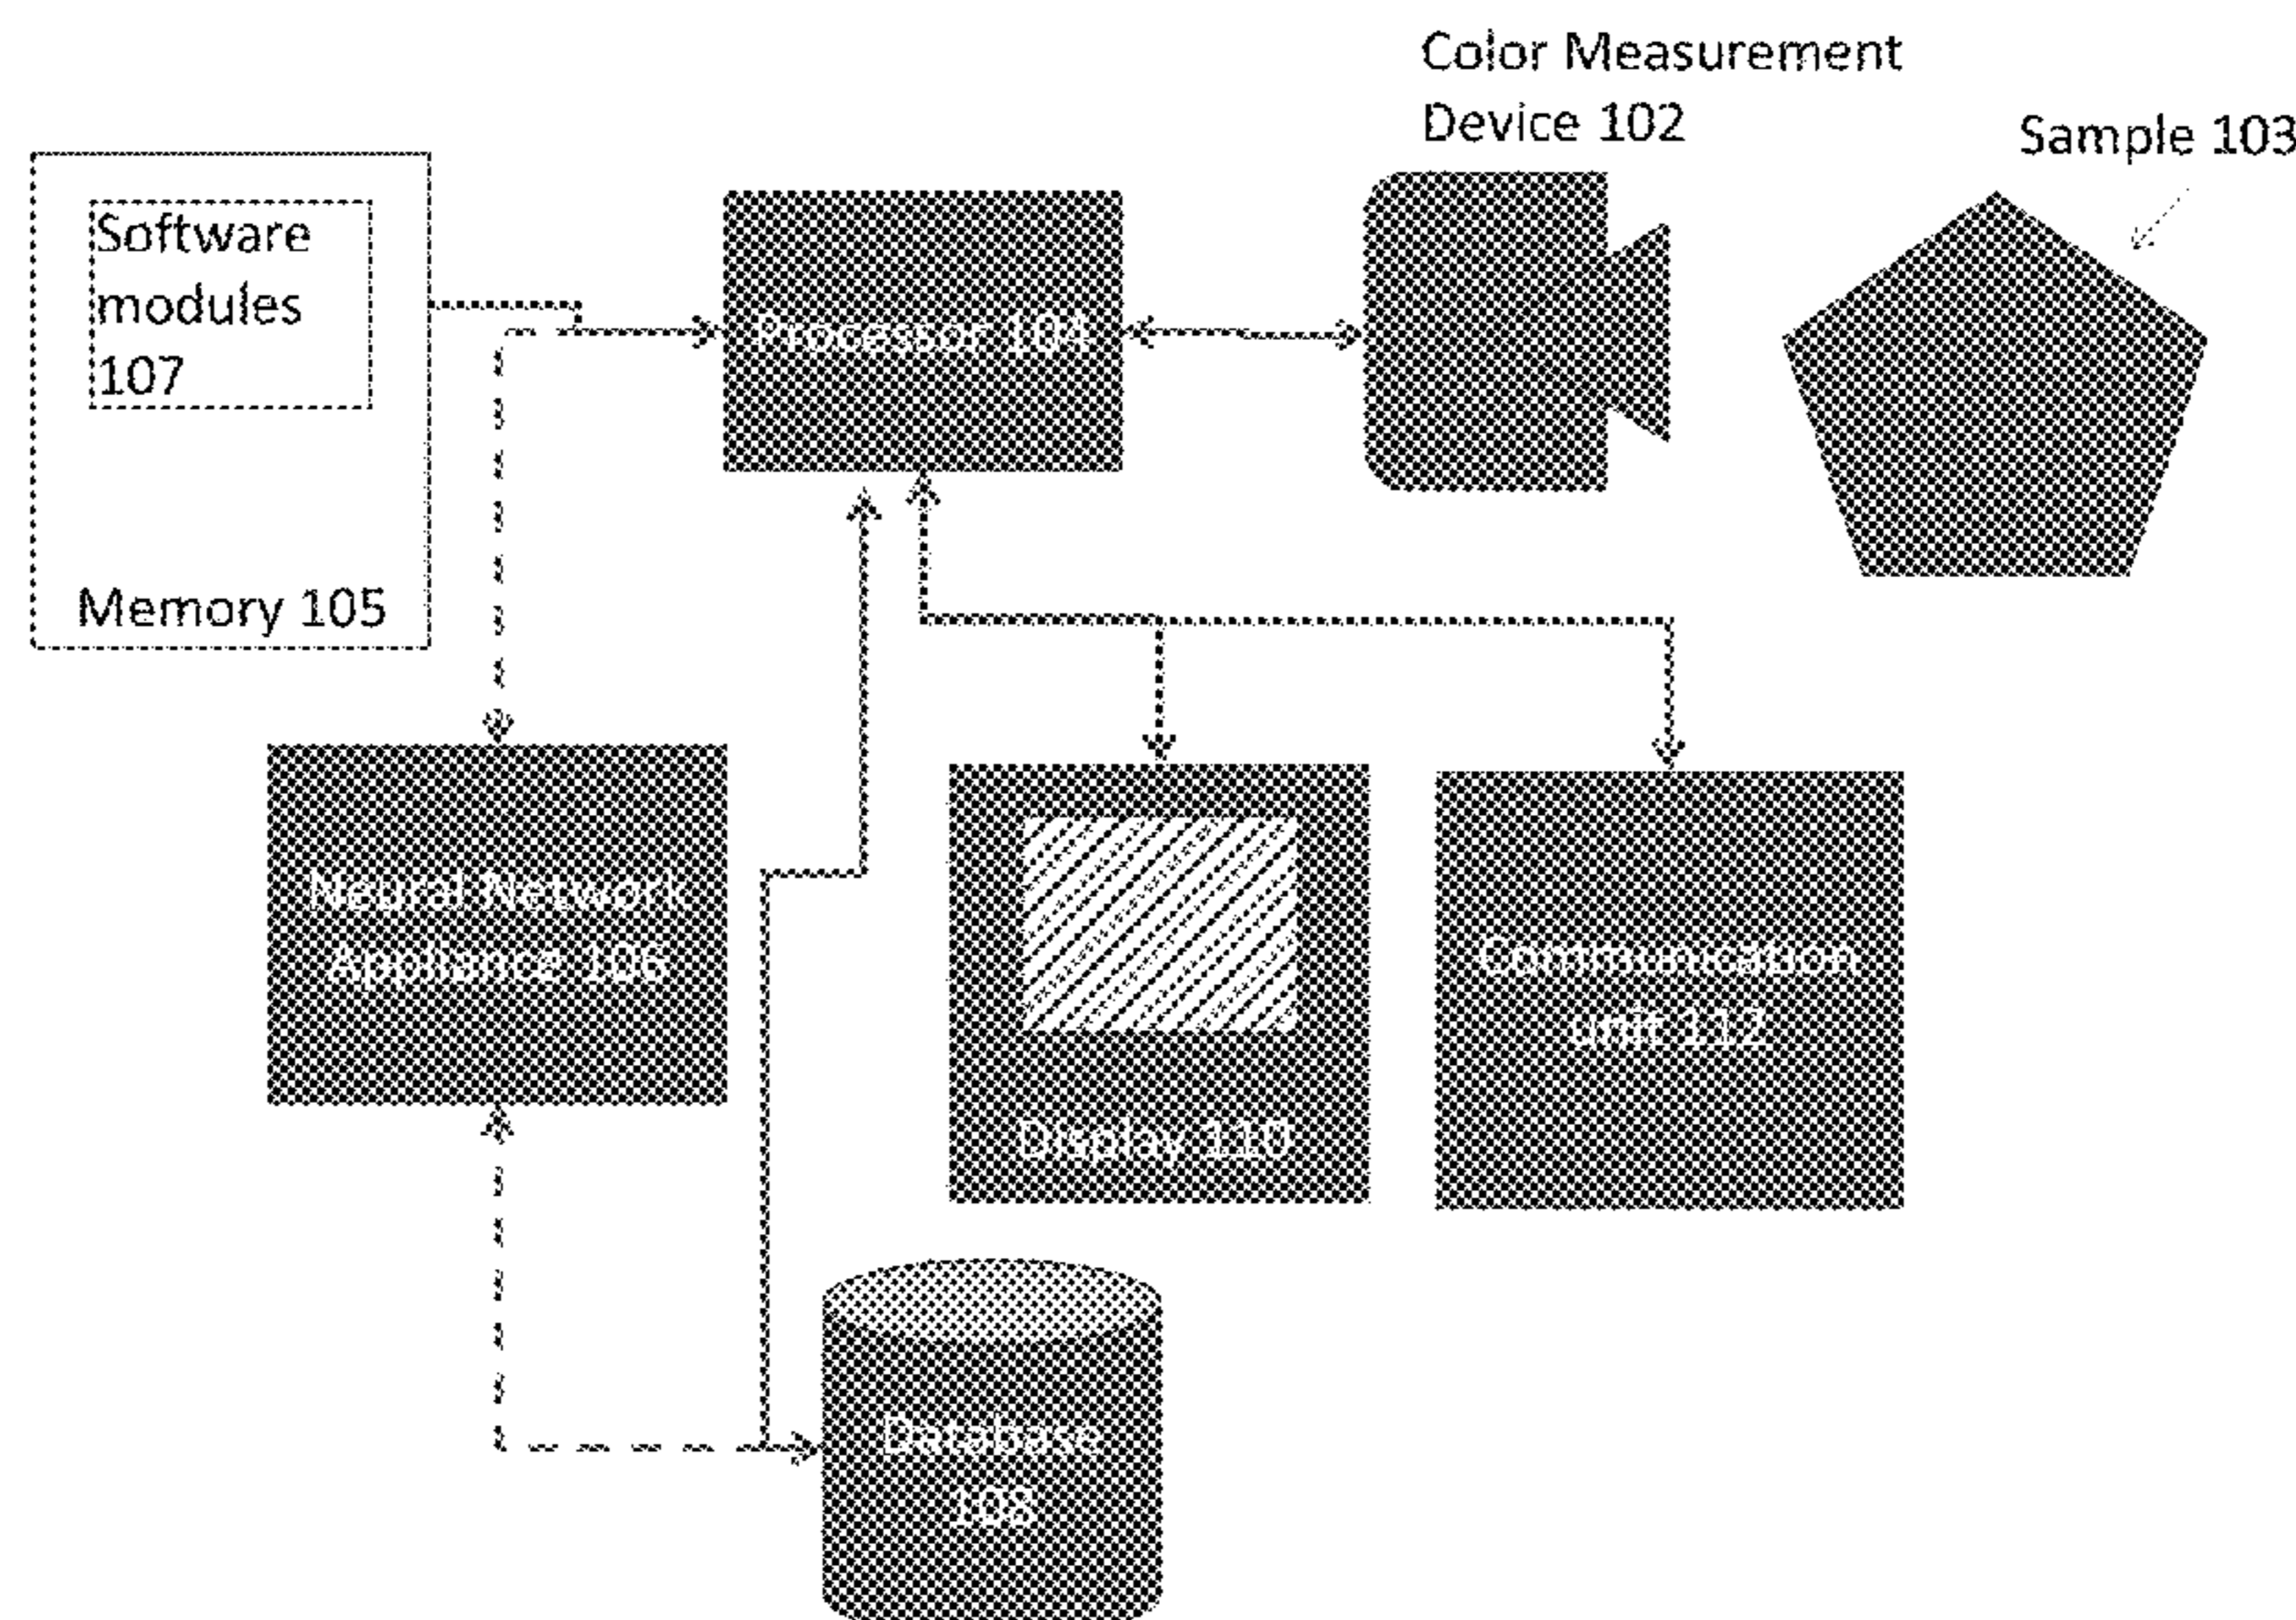 Color Measurement
Device 102
Sample 103
Software
modules
107
Processor 104
Memory 105
Neural Network
Appliance 106
Communication
unit 112
Display 110
Database
108